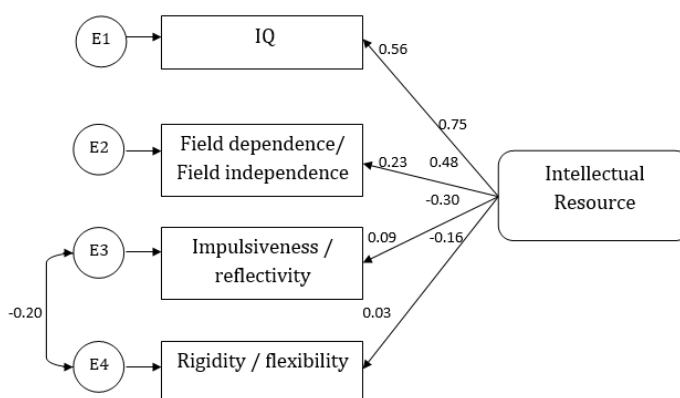 E1
IQ
0.56
0.75
E2
Field dependence/
Field independence
0.23
0.48
Intellectual
Resource
-0.30
E3
Impulsiveness /
reflectivity
0.09
-0.16
-0.20
0.03
E4
Rigidity / flexibility